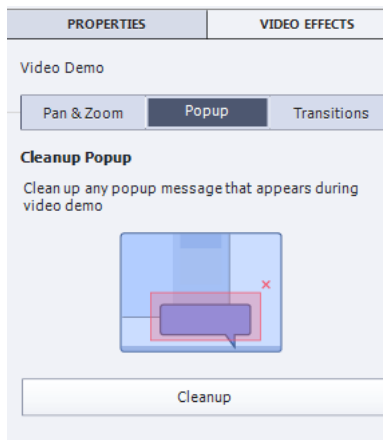 PROPERTIES VIDEO EFFECTS
Video Demo
Pan & Zoom Popup Transitions
Cleanup Popup
Clean up any popup message that appears during
video demo
Cleanup